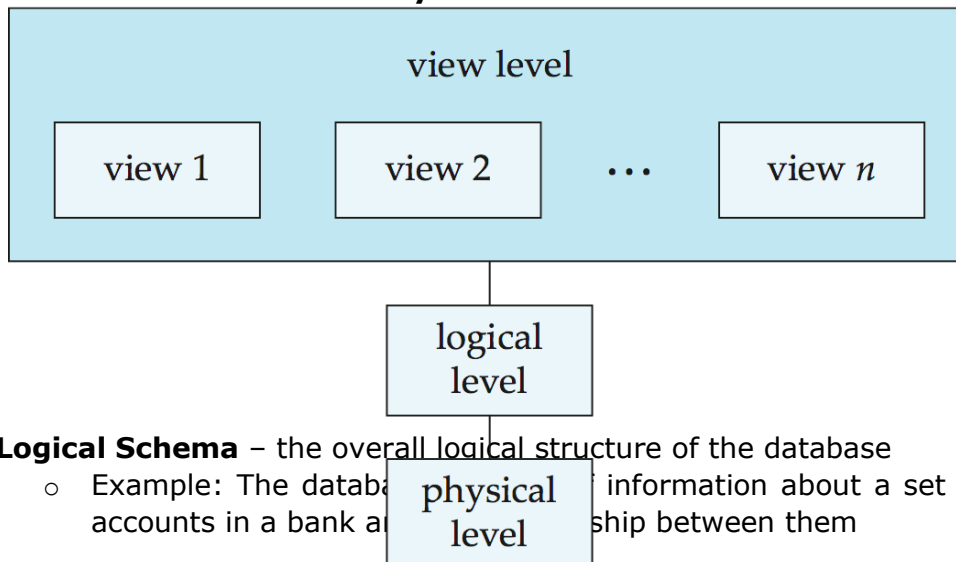 view level
view 1 view 2 ... view n
logical
level
Logical Schema – the overall logical structure of the database
physical
level
o Example: The databa information about a set
accounts in a bank an ship between them